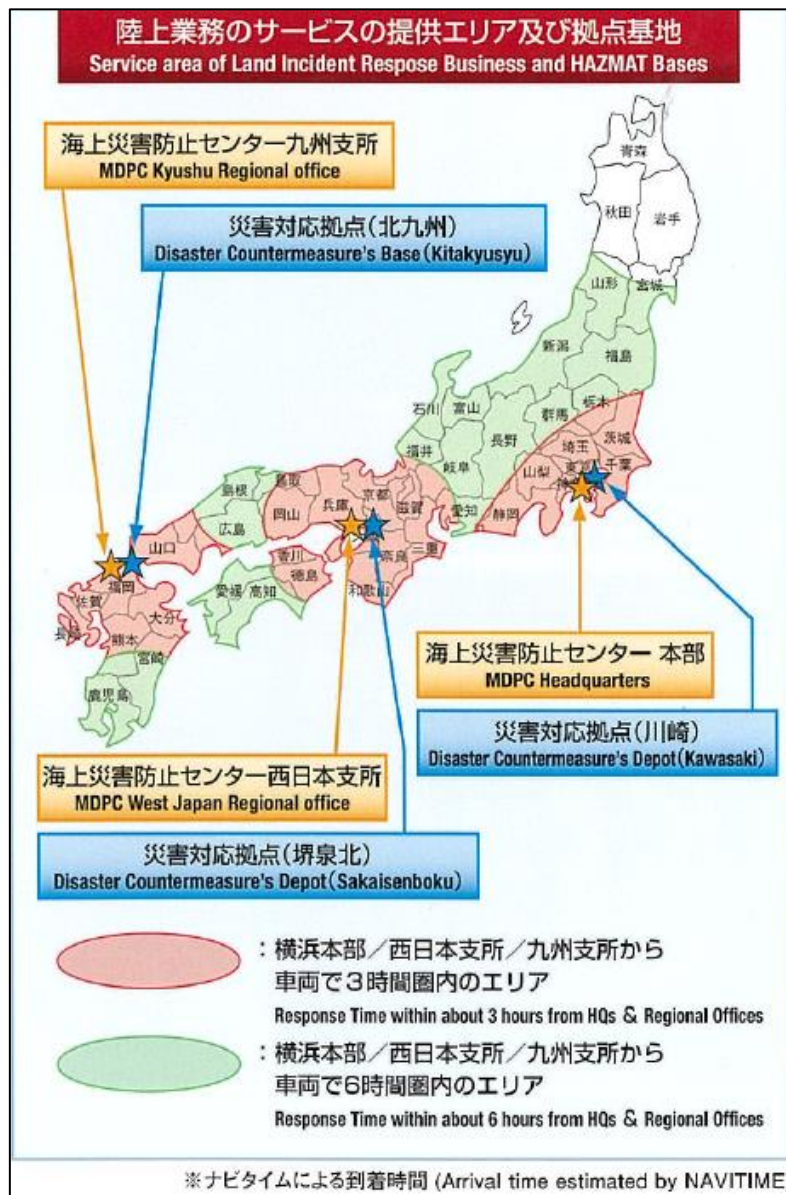 陸上業務のサービスの提供エリア及び拠点基地
Service area of Land Incident Respose Business and HAZMAT Bases
海上災害防止センター九州支所
MDPC Kyushu Regional office
災害対応拠点(北九州)
Disaster Countermeasure's Base(Kitakyusyu)
青森
秋田
岩手
山形
宮城
新潟
福島
石川
富山
群馬
栃木
福井
岐阜
長野
埼玉
茨城
山梨
東京
千葉
愛知
静岡
島根
鳥取
広島
岡山
兵庫
京都
滋賀
三重
奈良
和歌山
山口
香川
徳島
愛媛
高知
福岡
佐賀
長崎
大分
熊本
宮崎
鹿児島
海上災害防止センター 本部
MDPC Headquarters
災害対応拠点(川崎)
Disaster Countermeasure's Depot(Kawasaki)
海上災害防止センター西日本支所
MDPC West Japan Regional office
災害対応拠点(堺泉北)
Disaster Countermeasure's Depot(Sakaisenboku)
:横浜本部/西日本支所/九州支所から
車両で3時間圏内のエリア
Response Time within about 3 hours from HQs & Regional Offices
:横浜本部/西日本支所/九州支所から
車両で6時間圏内のエリア
Response Time within about 6 hours from HQs & Regional Offices
※ナビタイムによる到着時間 (Arrival time estimated by NAVITIME